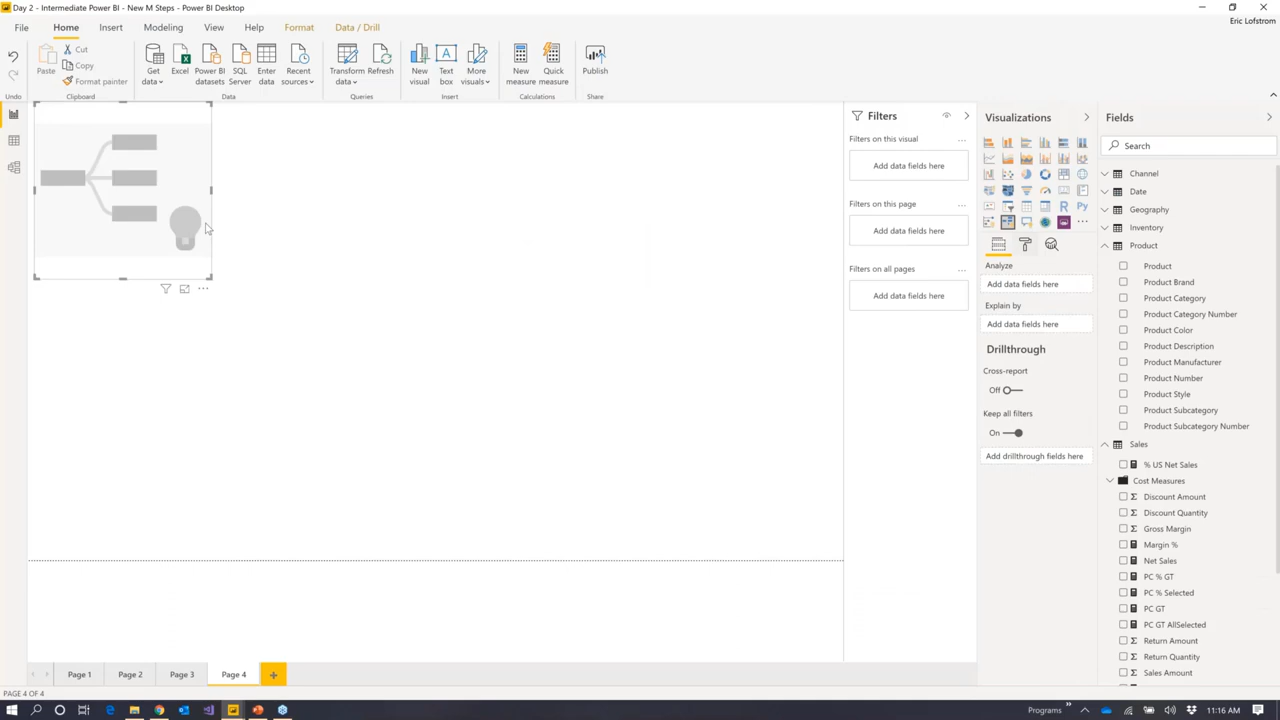 Day 2 - Intermediate Power BI - New M Steps - Power BI Desktop
Eric Lofstrom
File
Home
Insert
Modeling
View
Help
Format
Data / Drill
Paste
Cut
Copy
Format painter
Get data
Excel
Power BI datasets
SQL Server
Enter data
Recent sources
Transform data
Refresh
New visual
Text box
More visuals
New measure
Quick measure
Publish
Undo
Clipboard
Data
Queries
Insert
Calculations
Share
Filters
Filters on this visual
Add data fields here
Filters on this page
Add data fields here
Filters on all pages
Add data fields here
Visualizations
R
Py
Analyze
Add data fields here
Explain by
Add data fields here
Drillthrough
Cross-report
Off
Keep all filters
On
Add drillthrough fields here
Fields
Search
Channel
Date
Geography
Inventory
Product
Product
Product Brand
Product Category
Product Category Number
Product Color
Product Description
Product Manufacturer
Product Number
Product Style
Product Subcategory
Product Subcategory Number
Sales
% US Net Sales
Cost Measures
Discount Amount
Discount Quantity
Gross Margin
Margin %
Net Sales
PC % GT
PC % Selected
PC GT
PC GT AllSelected
Return Amount
Return Quantity
Sales Amount
Page 1
Page 2
Page 3
Page 4
PAGE 4 OF 4
Programs
11:16 AM